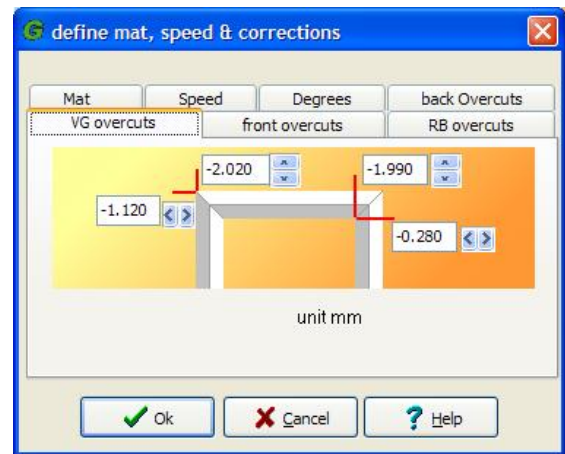 define mat, speed & corrections
Mat Speed Degrees back Overcuts
VG overcuts front overcuts RB overcuts
-2.020 -1.990
-1.120
-0.280
unit mm
Ok Cancel Help